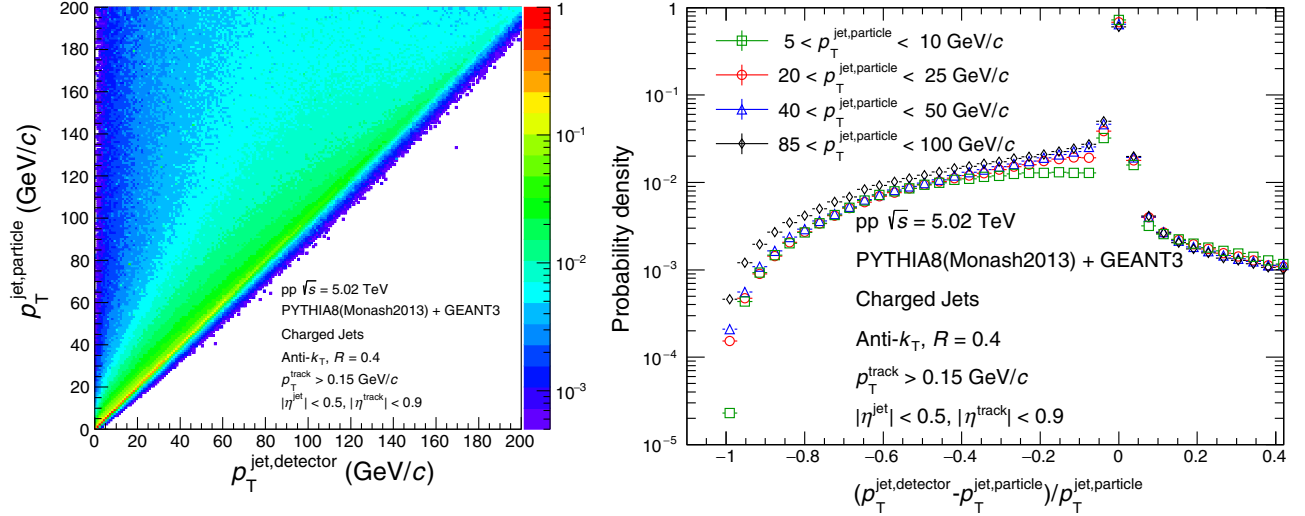 200
180
160
140
120
100
80
60
40
20
0
p_T^jet,particle (GeV/c)
0 20 40 60 80 100 120 140 160 180 200
p_T^jet,detector (GeV/c)
1
10^−1
10^−2
10^−3
pp √s = 5.02 TeV
PYTHIA8(Monash2013) + GEANT3
Charged Jets
Anti-k_T, R = 0.4
p_T^track > 0.15 GeV/c
|η^jet| < 0.5, |η^track| < 0.9
Probability density
1
10^−1
10^−2
10^−3
10^−4
10^−5
5 < p_T^jet,particle < 10 GeV/c
20 < p_T^jet,particle < 25 GeV/c
40 < p_T^jet,particle < 50 GeV/c
85 < p_T^jet,particle < 100 GeV/c
pp √s = 5.02 TeV
PYTHIA8(Monash2013) + GEANT3
Charged Jets
Anti-k_T, R = 0.4
p_T^track > 0.15 GeV/c
|η^jet| < 0.5, |η^track| < 0.9
−1 −0.8 −0.6 −0.4 −0.2 0 0.2 0.4
(p_T^jet,detector - p_T^jet,particle)/p_T^jet,particle